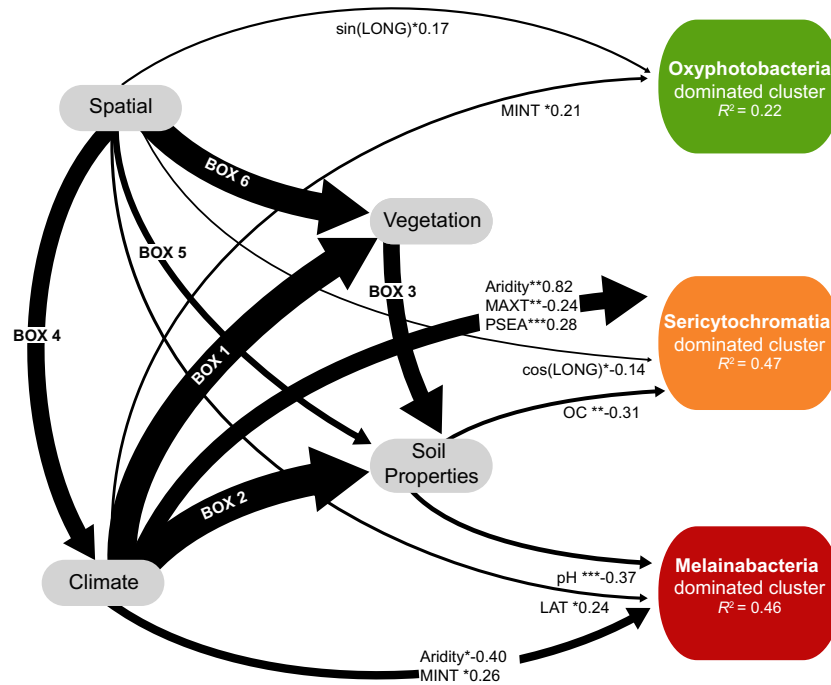 sin(LONG)*0.17
Oxyphotobacteria
dominated cluster
R² = 0.22
Spatial
MINT *0.21
BOX 6
Vegetation
BOX 5
BOX 3
Aridity**0.82
MAXT**-0.24
PSEA***0.28
Sericytochromatia
dominated cluster
R² = 0.47
BOX 4
BOX 1
cos(LONG)*-0.14
OC **-0.31
Soil
Properties
BOX 2
Melainabacteria
dominated cluster
R² = 0.46
pH ***-0.37
Climate
LAT *0.24
Aridity*-0.40
MINT *0.26